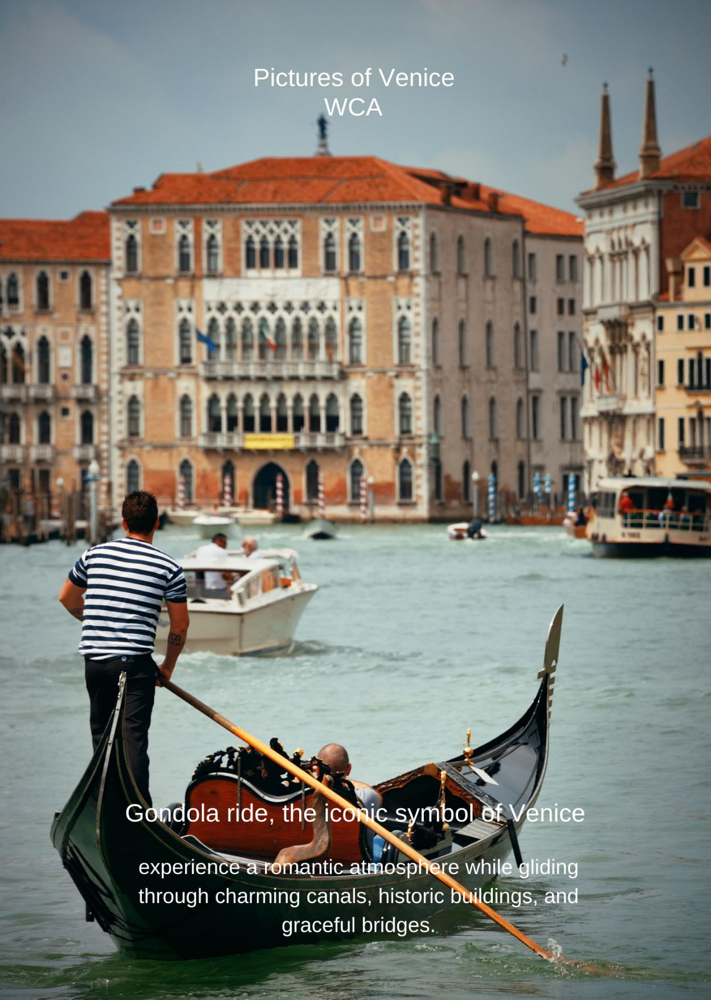 Pictures of Venice
WCA
Gondola ride, the iconic symbol of Venice
experience a romantic atmosphere while gliding
through charming canals, historic buildings, and
graceful bridges.